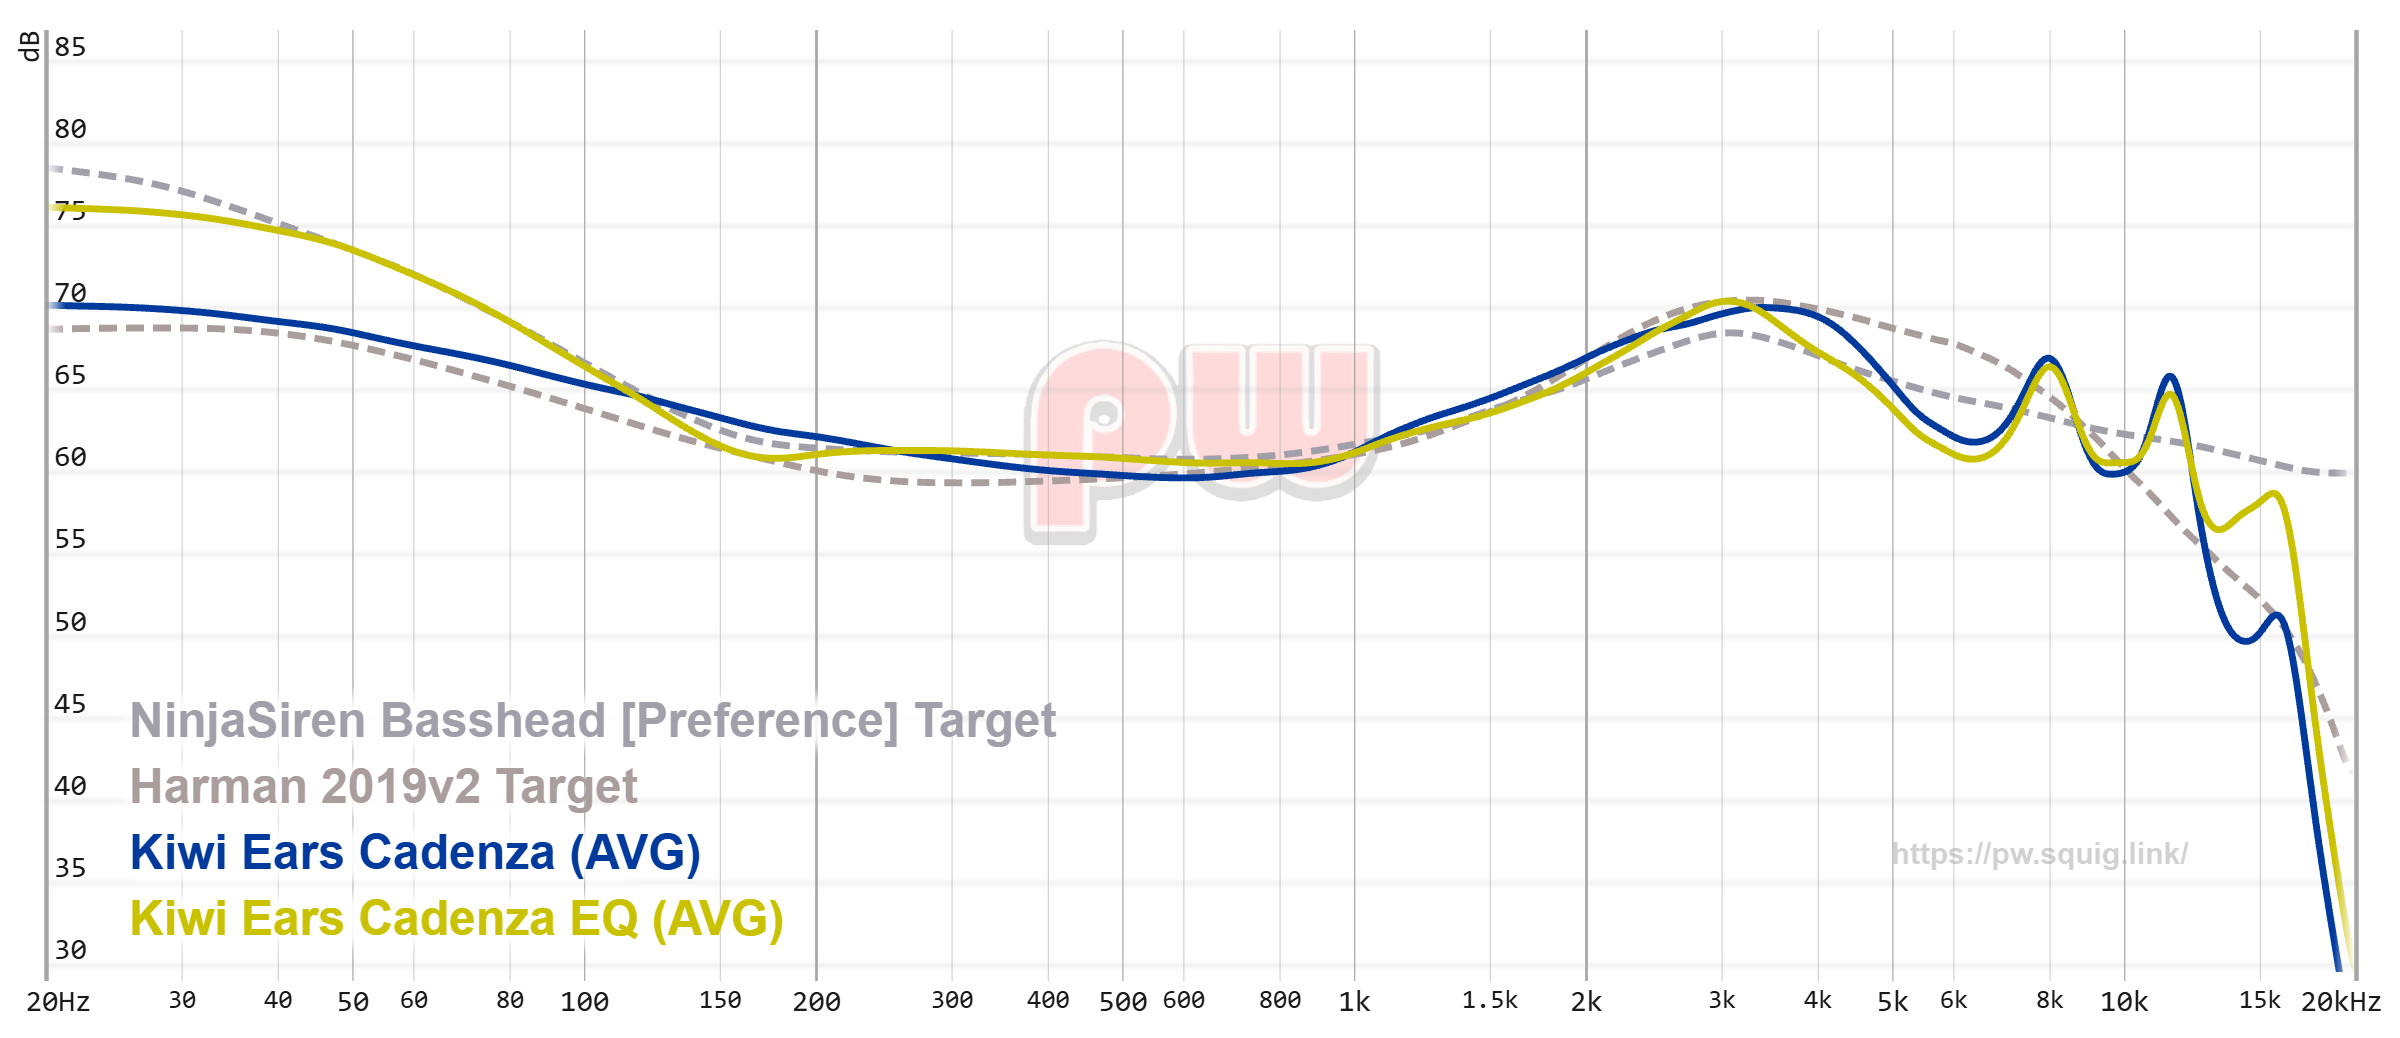 dB
85
80
75
70
65
60
55
50
45
40
35
30
pw
NinjaSiren Basshead [Preference] Target
Harman 2019v2 Target
Kiwi Ears Cadenza (AVG)
Kiwi Ears Cadenza EQ (AVG)
https://pw.squig.link/
20Hz 30 40 50 60 80 100 150 200 300 400 500 600 800 1k 1.5k 2k 3k 4k 5k 6k 8k 10k 15k 20kHz